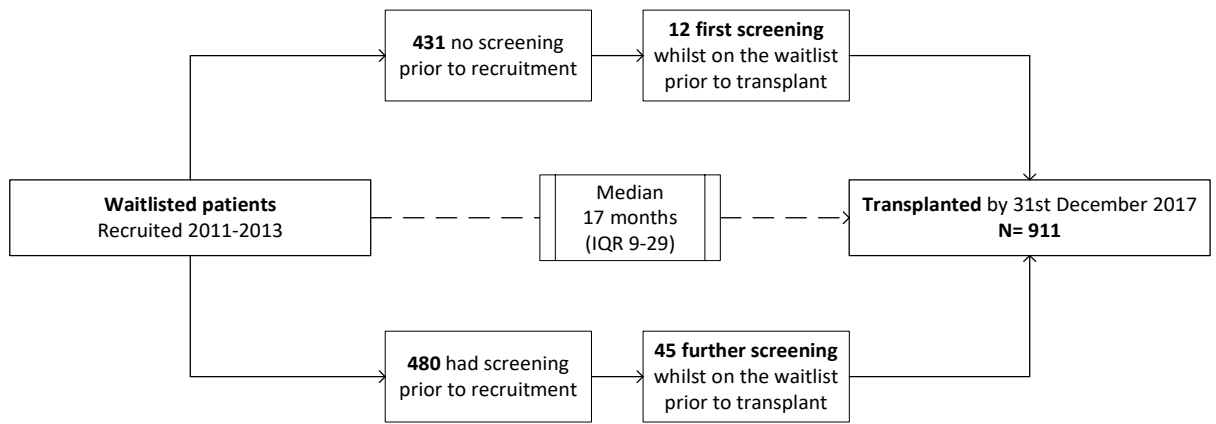 431 no screening
prior to recruitment
12 first screening
whilst on the waitlist
prior to transplant
Waitlisted patients
Recruited 2011-2013
Median
17 months
(IQR 9-29)
Transplanted by 31st December 2017
N= 911
480 had screening
prior to recruitment
45 further screening
whilst on the waitlist
prior to transplant